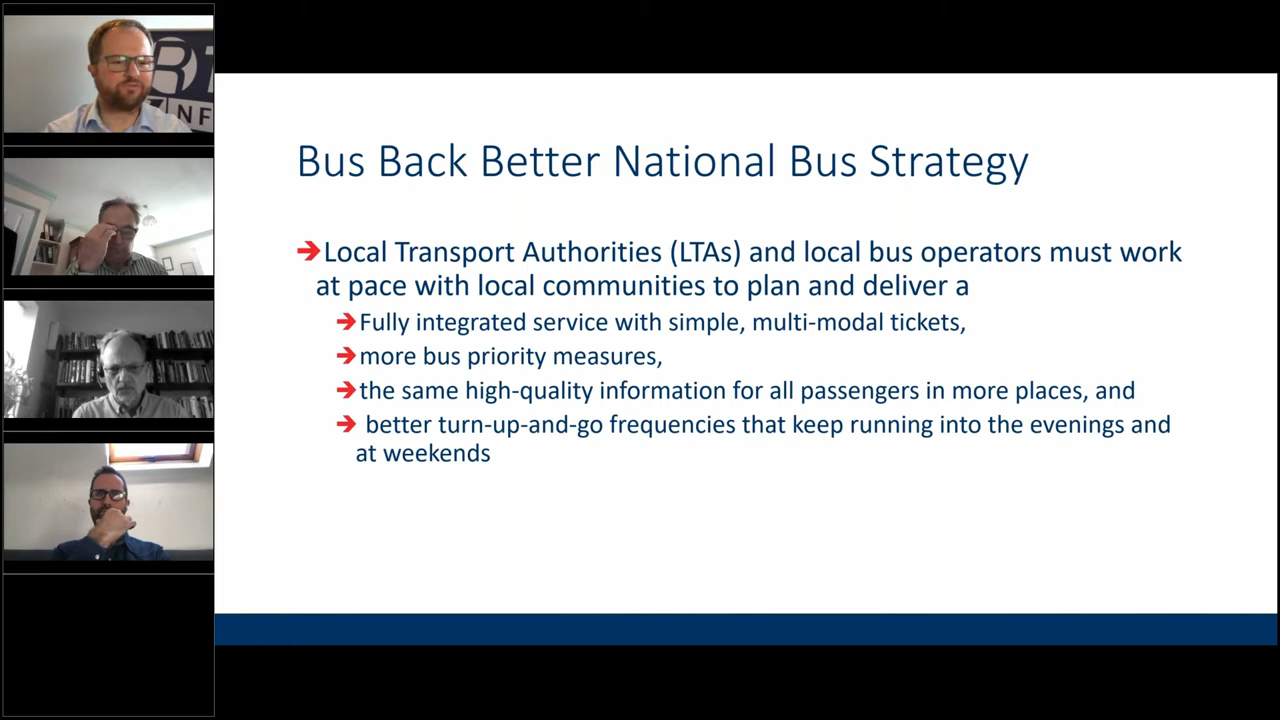 Bus Back Better National Bus Strategy
Local Transport Authorities (LTAs) and local bus operators must work
at pace with local communities to plan and deliver a
Fully integrated service with simple, multi-modal tickets,
more bus priority measures,
the same high-quality information for all passengers in more places, and
better turn-up-and-go frequencies that keep running into the evenings and
at weekends